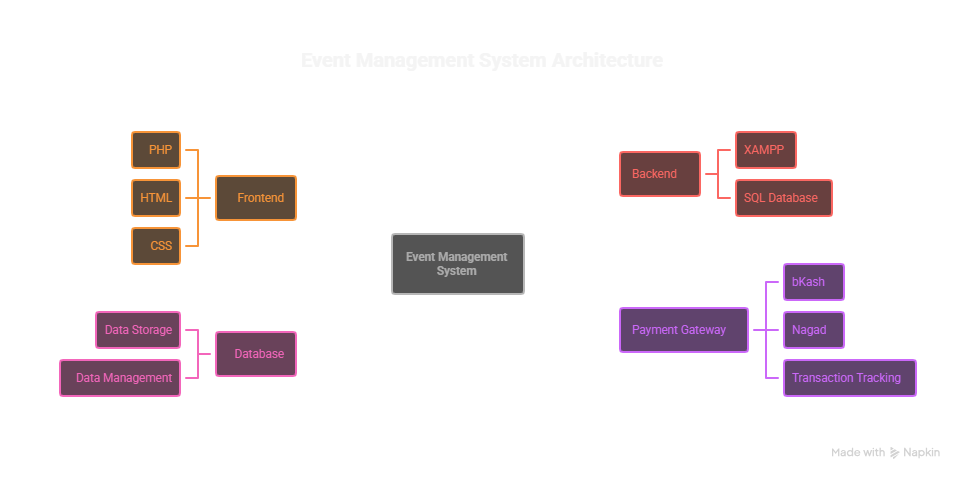 Event Management System Architecture
PHP
HTML
CSS
Frontend
Data Storage
Data Management
Database
Event Management
System
Backend
XAMPP
SQL Database
Payment Gateway
bKash
Nagad
Transaction Tracking
Made with Napkin